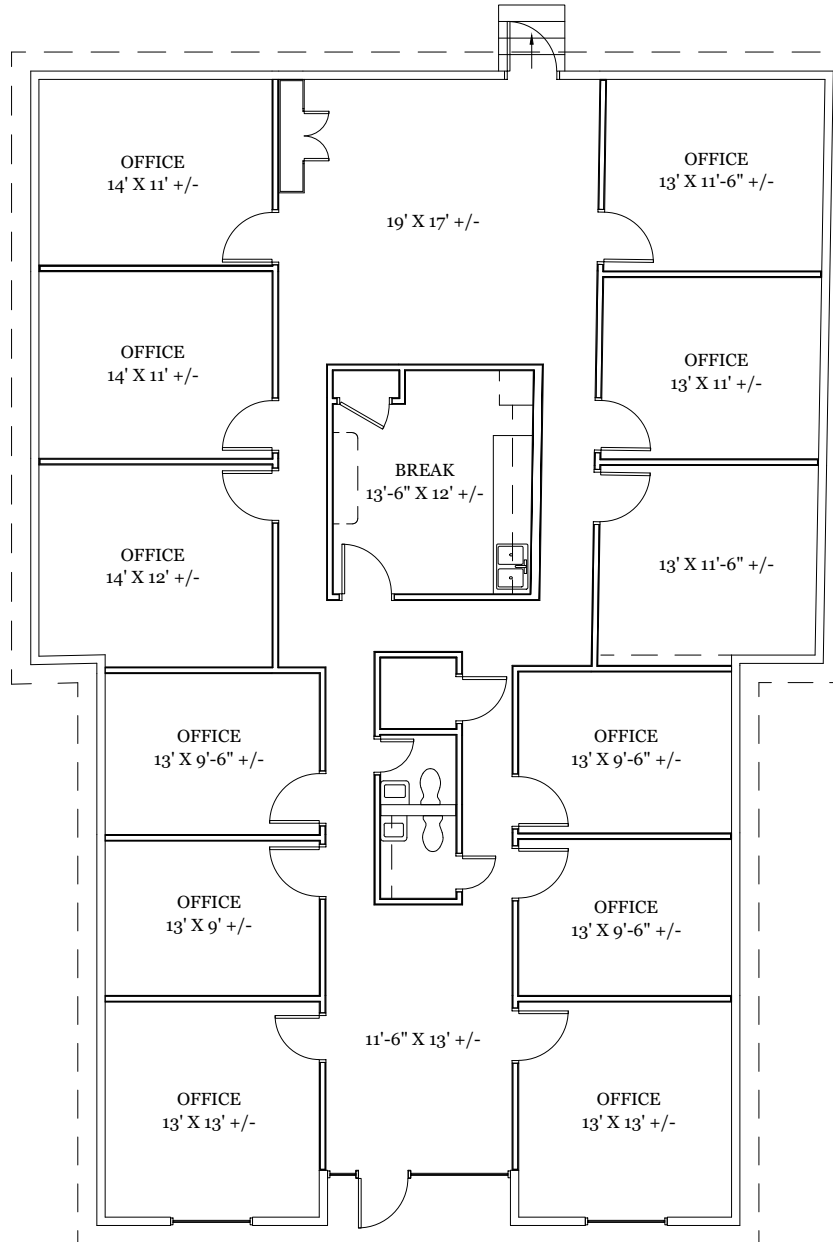 OFFICE
14' X 11' +/-
OFFICE
13' X 11'-6" +/-
19' X 17' +/-
OFFICE
14' X 11' +/-
OFFICE
13' X 11' +/-
BREAK
13'-6" X 12' +/-
OFFICE
14' X 12' +/-
13' X 11'-6" +/-
OFFICE
13' X 9'-6" +/-
OFFICE
13' X 9'-6" +/-
OFFICE
13' X 9' +/-
OFFICE
13' X 9'-6" +/-
11'-6" X 13' +/-
OFFICE
13' X 13' +/-
OFFICE
13' X 13' +/-